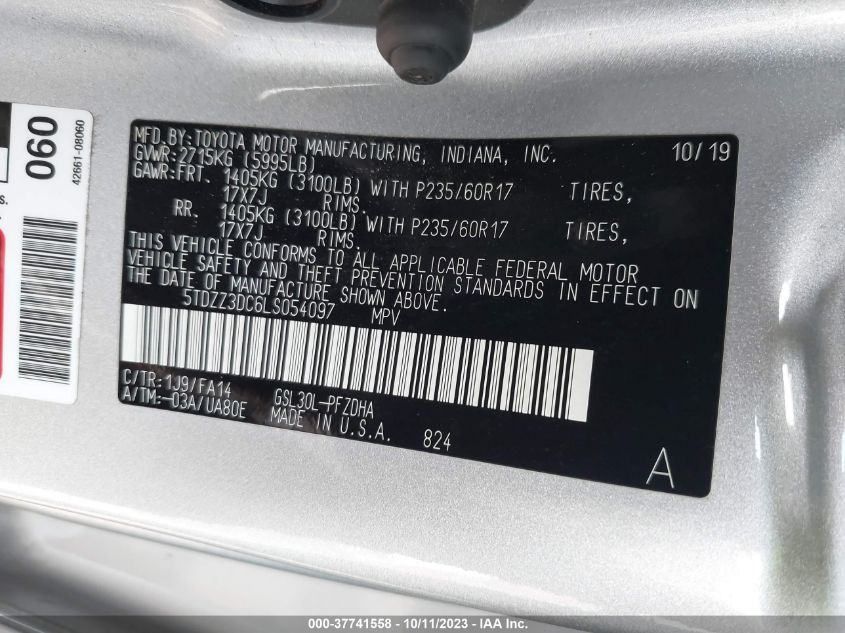 060
42661-08060
s.
MFD.BY:TOYOTA MOTOR MANUFACTURING, INDIANA, INC. 10/19
GVWR:2715KG (5995LB)
GAWR:FRT. 1405KG (3100LB) WITH P235/60R17 TIRES,
17X7J RIMS.
RR. 1405KG (3100LB) WITH P235/60R17 TIRES,
17X7J RIMS.
THIS VEHICLE CONFORMS TO ALL APPLICABLE FEDERAL MOTOR
VEHICLE SAFETY AND THEFT PREVENTION STANDARDS IN EFFECT ON
THE DATE OF MANUFACTURE SHOWN ABOVE.
5TDZZ3DC6LS054097 MPV
C/TR:1J9/FA14 GSL30L-PFZDHA
A/TM:-03A/UA80E MADE IN U.S.A. 824
A
000-37741558 - 10/11/2023 - IAA Inc.